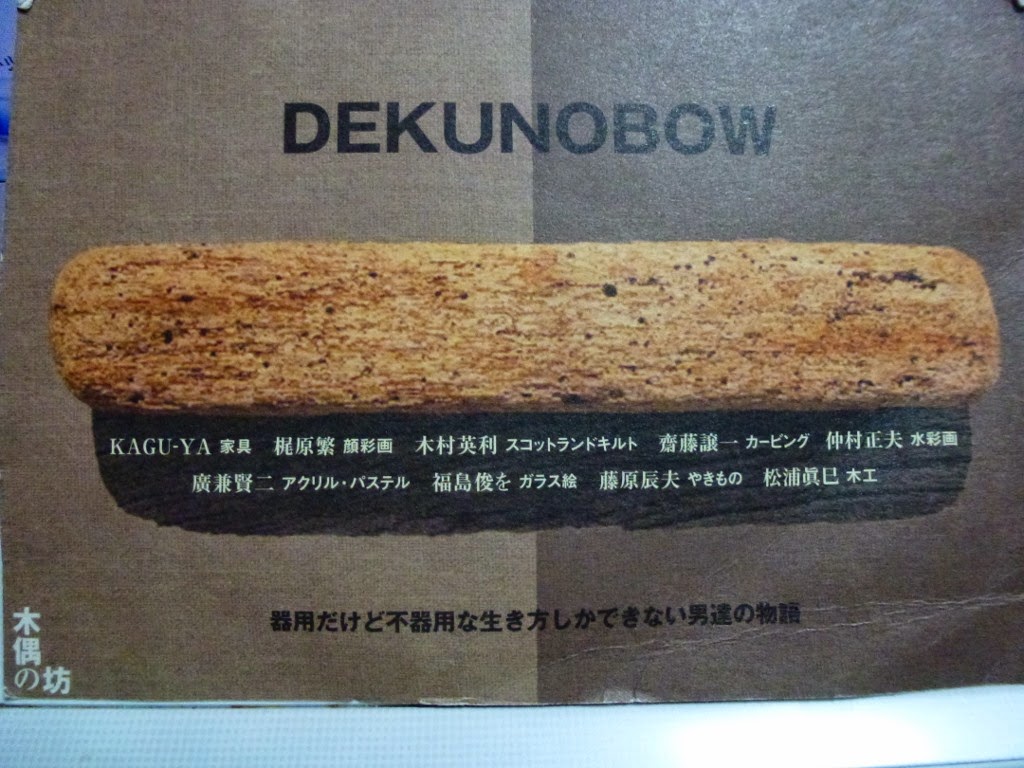 DEKUNOBOW
KAGU-YA 家具 梶原繁 顔彩画 木村英利 スコットランドキルト 齋藤譲一 カービング 仲村正夫 水彩画
廣兼賢二 アクリル・パステル 福島俊を ガラス絵 藤原辰夫 やきもの 松浦眞巳 木工
器用だけど不器用な生き方しかできない男達の物語
木偶の坊